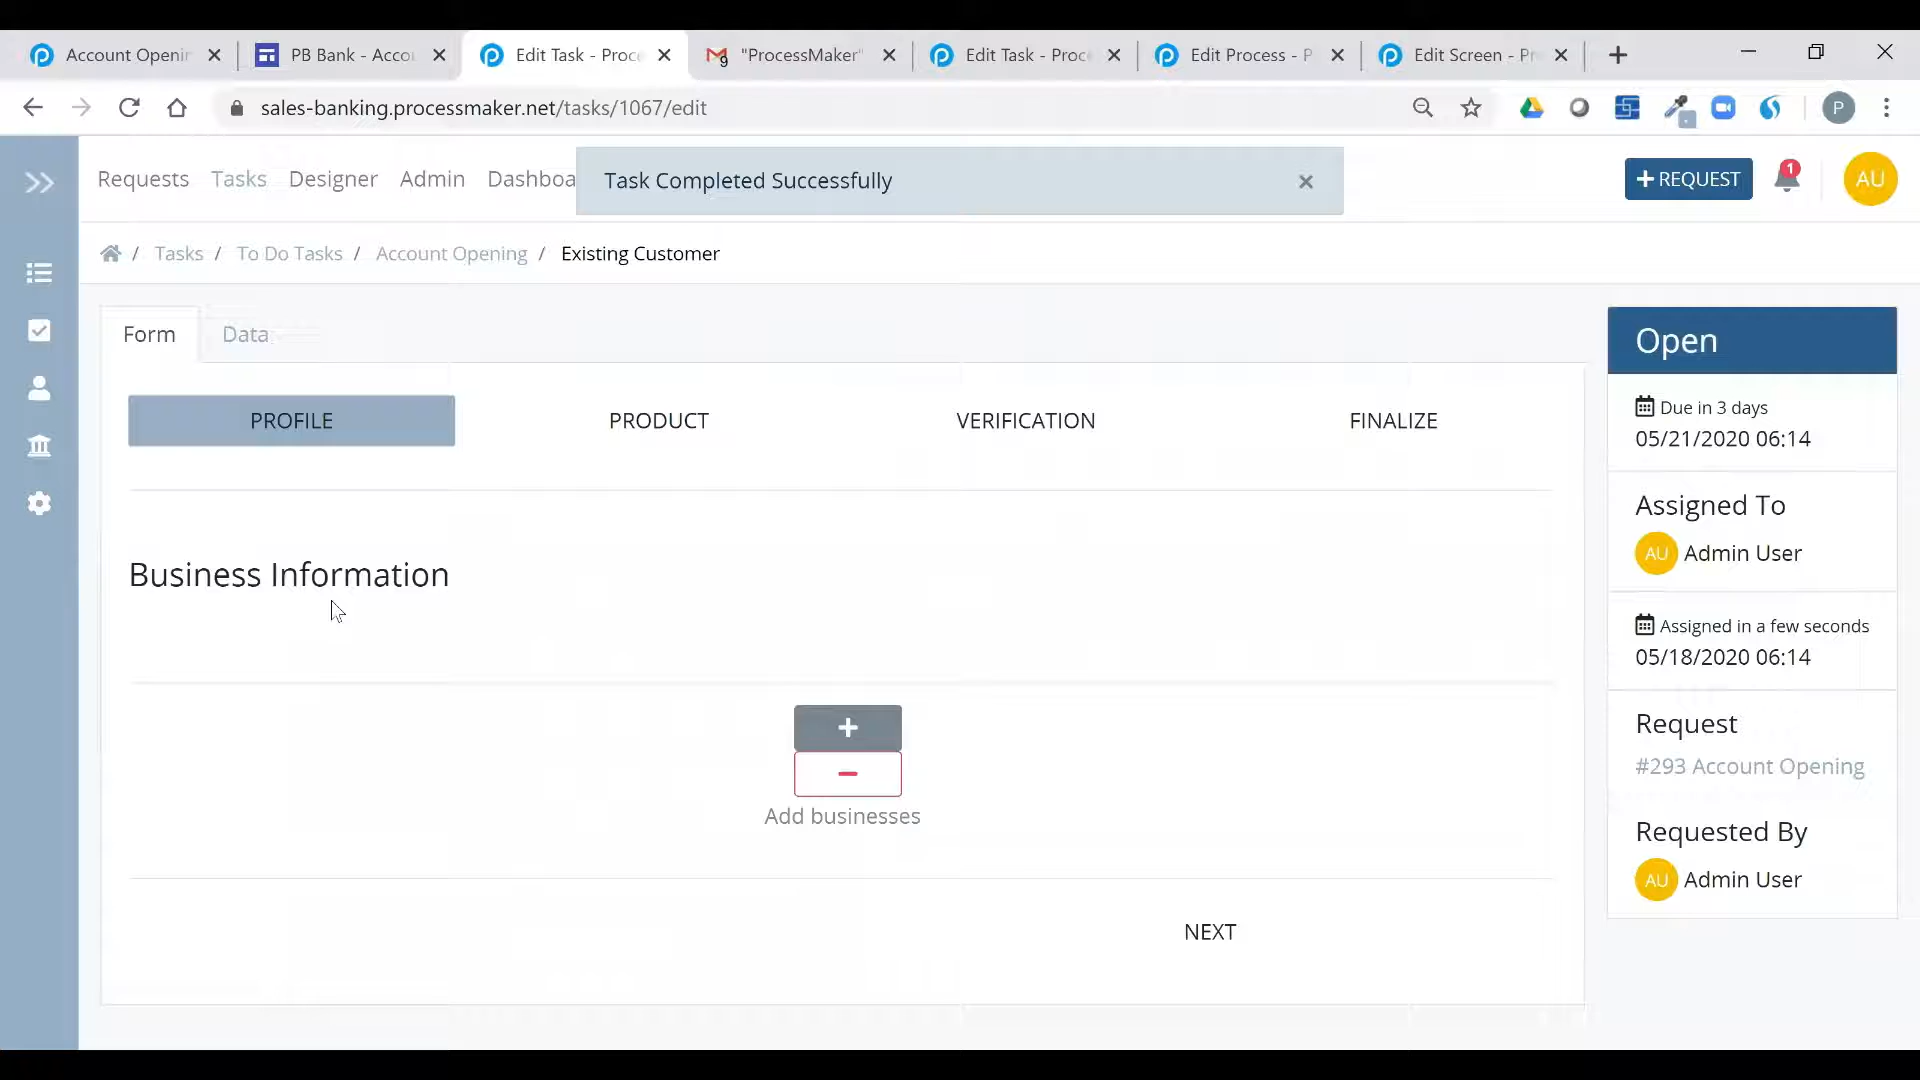 Account Openin
PB Bank - Accou
Edit Task - Proce
"ProcessMaker"
Edit Task - Proc
Edit Process - P
Edit Screen - Pr
sales-banking.processmaker.net/tasks/1067/edit
P
Requests Tasks Designer Admin Dashboa
Task Completed Successfully
+ REQUEST
1
AU
/ Tasks / To Do Tasks / Account Opening / Existing Customer
Form Data
PROFILE PRODUCT VERIFICATION FINALIZE
Business Information
Add businesses
NEXT
Open
Due in 3 days
05/21/2020 06:14
Assigned To
AU Admin User
Assigned in a few seconds
05/18/2020 06:14
Request
#293 Account Opening
Requested By
AU Admin User